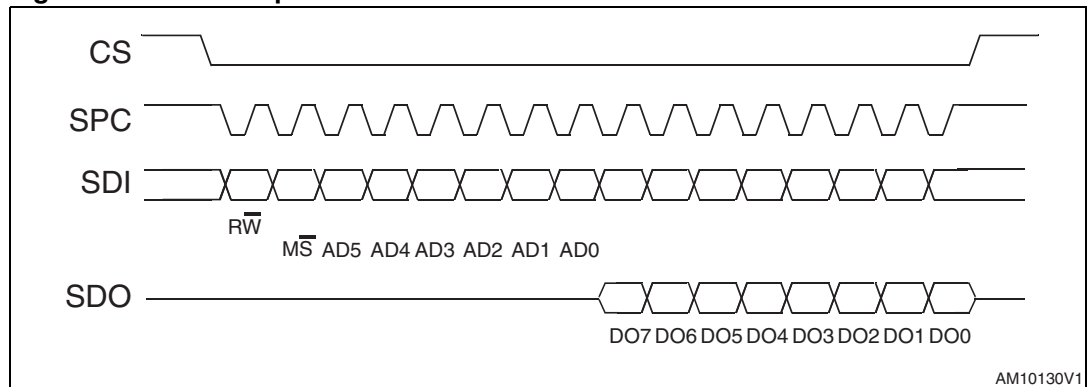 CS
SPC
SDI
RW
MS AD5 AD4 AD3 AD2 AD1 AD0
SDO
DO7 DO6 DO5 DO4 DO3 DO2 DO1 DO0
AM10130V1